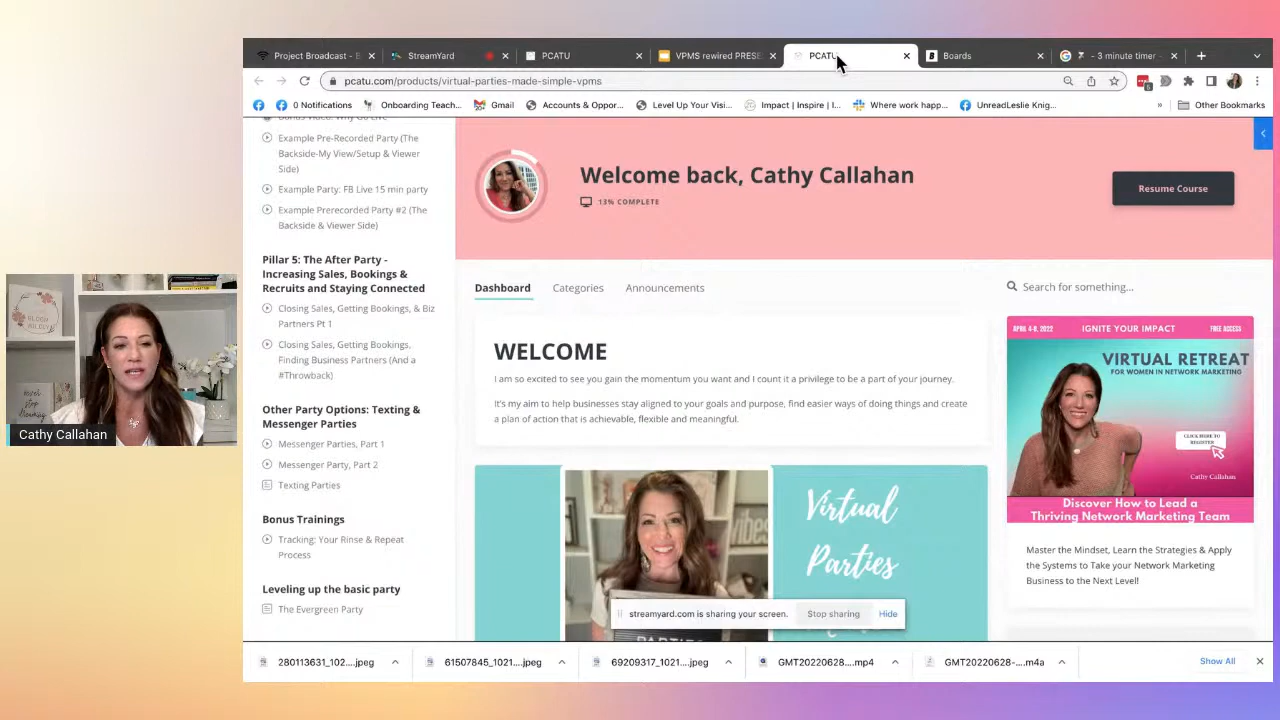 Project Broadcast - E
StreamYard
PCATU
VPMS rewired PRESE
PCATU
Boards
- 3 minute timer -
pcatu.com/products/virtual-parties-made-simple-vpms
0 Notifications
Onboarding Teach...
Gmail
Accounts & Oppor...
Level Up Your Visi...
Impact | Inspire | I...
Where work happ...
UnreadLeslie Knig...
»
Other Bookmarks
Bonus Video: Why Go Live
Example Pre-Recorded Party (The
Backside-My View/Setup & Viewer
Side)
Example Party: FB Live 15 min party
Example Prerecorded Party #2 (The
Backside & Viewer Side)
Pillar 5: The After Party -
Increasing Sales, Bookings &
Recruits and Staying Connected
Closing Sales, Getting Bookings, & Biz
Partners Pt 1
Closing Sales, Getting Bookings,
Finding Business Partners (And a
#Throwback)
Other Party Options: Texting &
Messenger Parties
Messenger Parties, Part 1
Messenger Party, Part 2
Texting Parties
Bonus Trainings
Tracking: Your Rinse & Repeat
Process
Leveling up the basic party
The Evergreen Party
Welcome back, Cathy Callahan
13% COMPLETE
Resume Course
Dashboard
Categories
Announcements
Search for something...
WELCOME
I am so excited to see you gain the momentum you want and I count it a privilege to be a part of your journey.
It's my aim to help businesses stay aligned to your goals and purpose, find easier ways of doing things and create
a plan of action that is achievable, flexible and meaningful.
Virtual
Parties
APRIL 4-8, 2022
IGNITE YOUR IMPACT
FREE ACCESS
VIRTUAL RETREAT
FOR WOMEN IN NETWORK MARKETING
CLICK HERE TO
REGISTER
Cathy Callahan
Discover How to Lead a
Thriving Network Marketing Team
Master the Mindset, Learn the Strategies & Apply
the Systems to Take your Network Marketing
Business to the Next Level!
streamyard.com is sharing your screen.
Stop sharing
Hide
280113631_102....jpeg
61507845_1021....jpeg
69209317_1021....jpeg
GMT20220628....mp4
GMT20220628-....m4a
Show All
Cathy Callahan